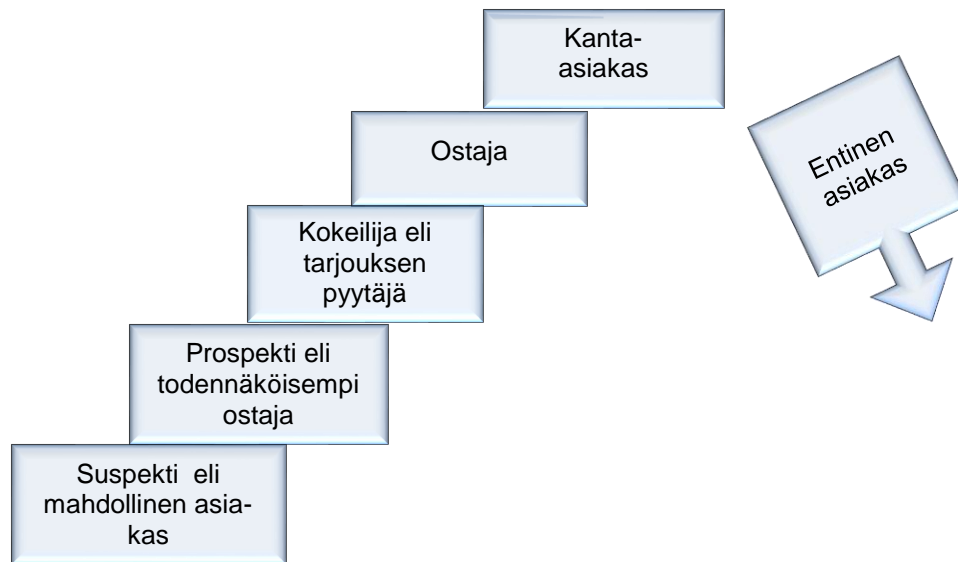 Kanta-
asiakas
Ostaja
Entinen
asiakas
Kokeilija eli
tarjouksen
pyytäjä
Prospekti eli
todennäköisempi
ostaja
Suspekti  eli
mahdollinen asia-
kas